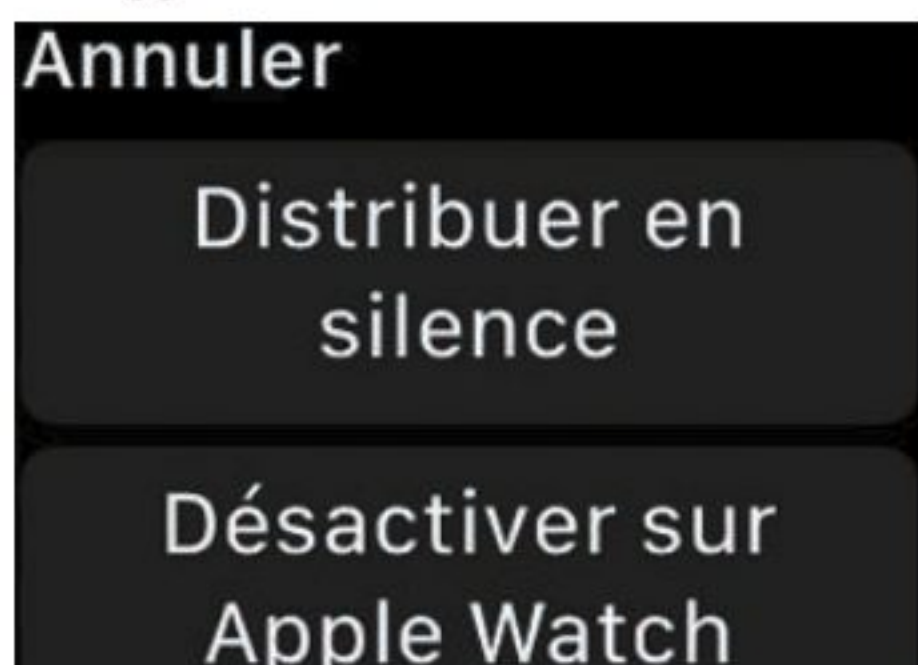 Annuler
Distribuer en
silence
Désactiver sur
Apple Watch